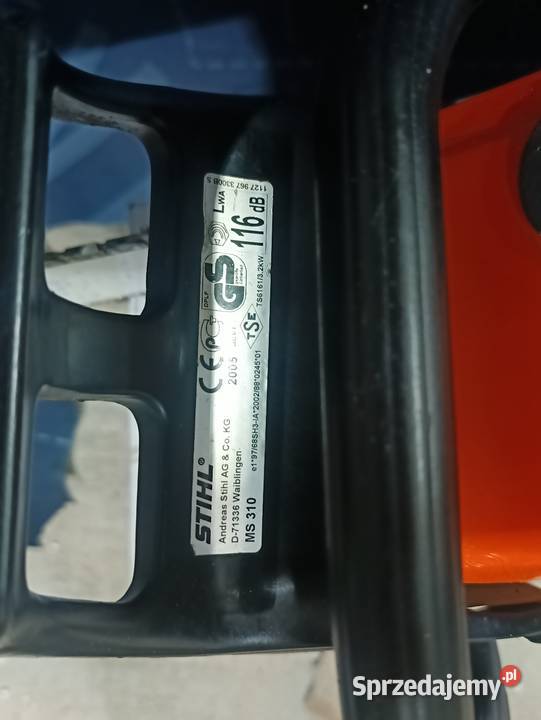 STIHL®
Andreas Stihl AG & Co. KG
D-71336 Waiblingen
MS 310
e1*97/68SH3-IA*2002/88*0245*01
CE
2005
DPLF
GS
TSE
TS6161/3.2kW
LWA
116 dB
1127 967 3300B S
Sprzedajemy.pl